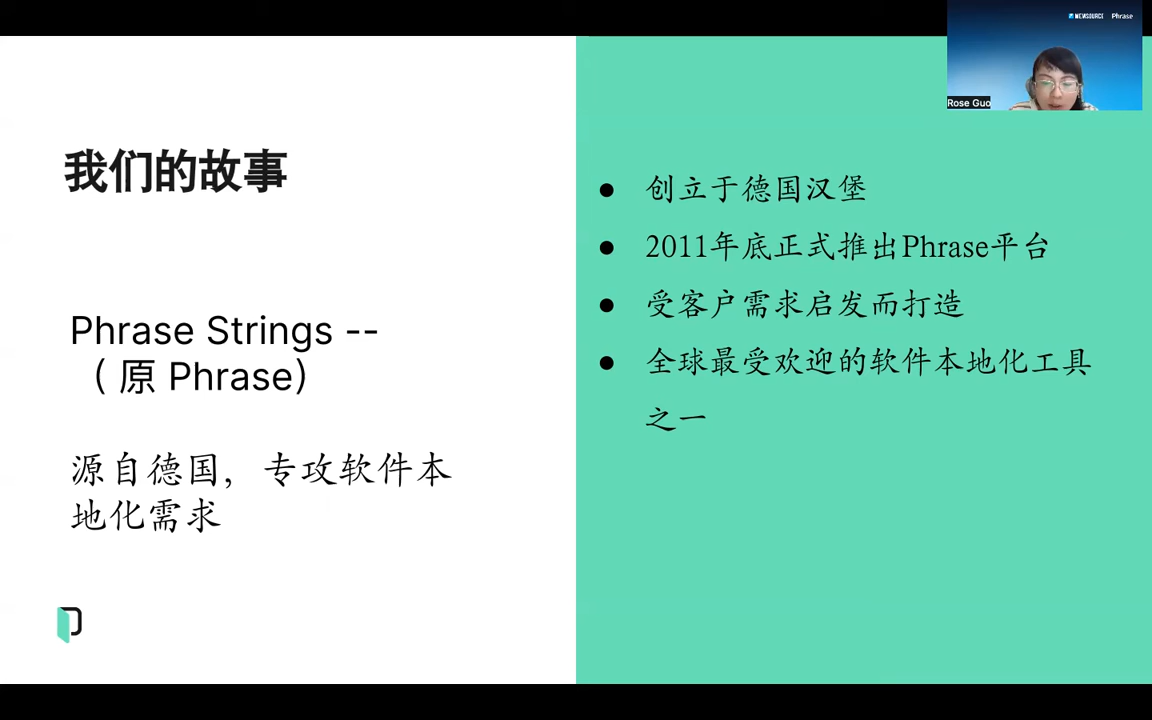 NEWSOURCE Phrase
Rose Guo
我们的故事
Phrase Strings --
（ 原 Phrase）
源自德国，专攻软件本
地化需求
● 创立于德国汉堡
● 2011年底正式推出Phrase平台
● 受客户需求启发而打造
● 全球最受欢迎的软件本地化工具
之一